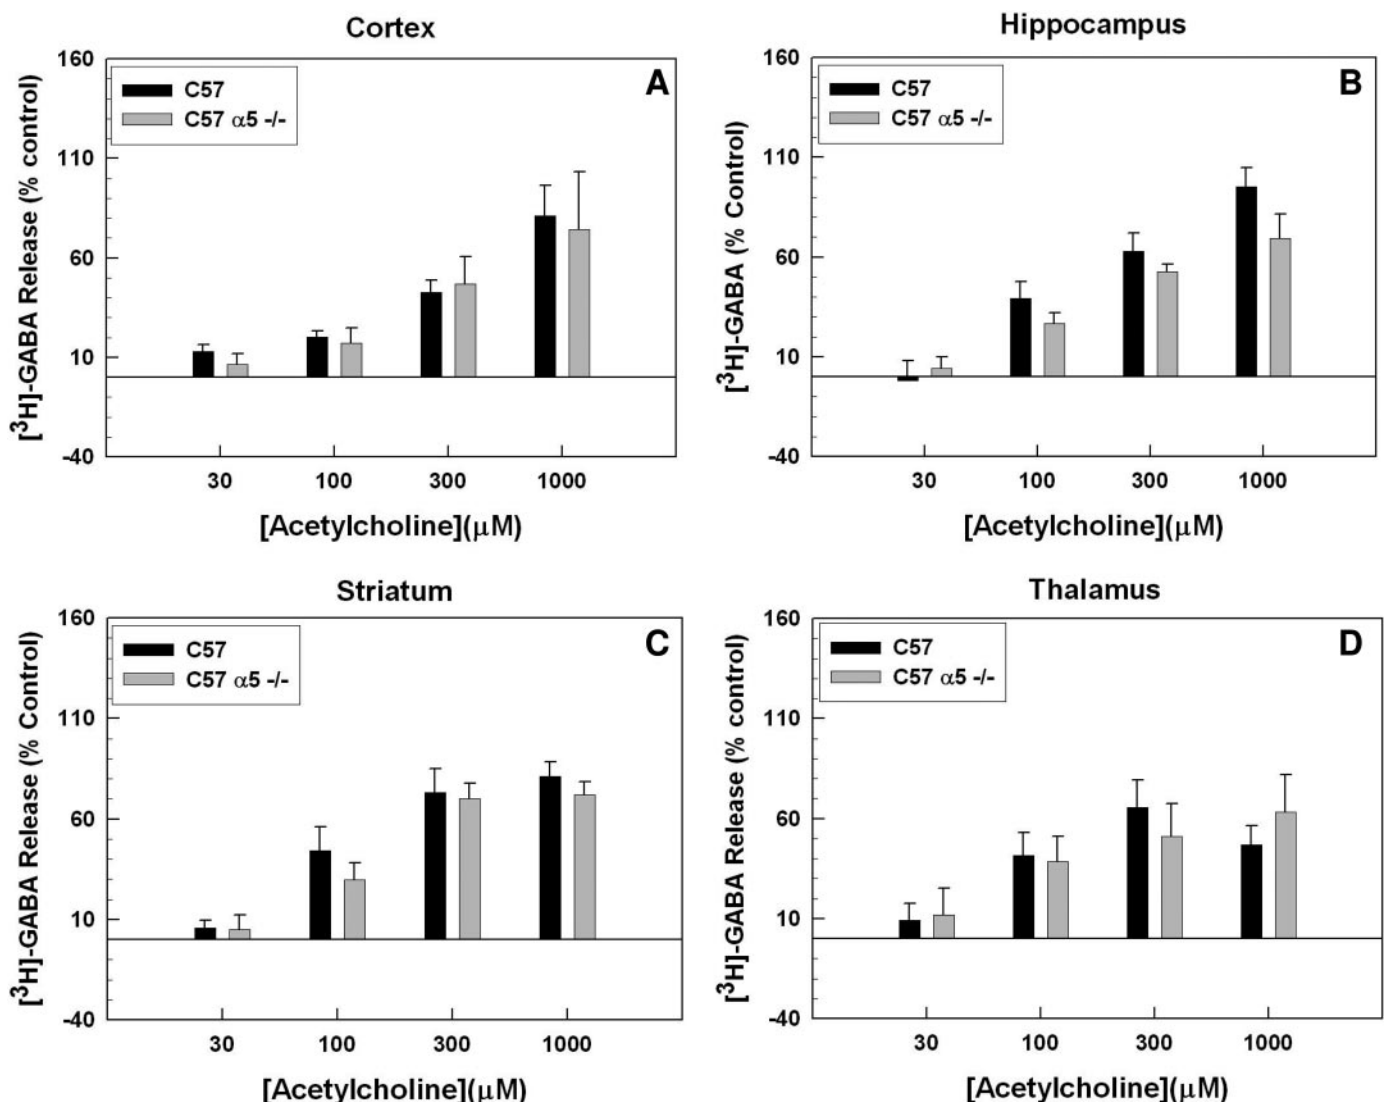 Cortex
[³H]-GABA Release (% control)
160
110
60
10
-40
C57
C57 α5 -/-
A
30 100 300 1000
[Acetylcholine](μM)
Hippocampus
[³H]-GABA (% Control)
160
110
60
10
-40
C57
C57 α5 -/-
B
30 100 300 1000
[Acetylcholine](μM)
Striatum
[³H]-GABA Release (% Control)
160
110
60
10
-40
C57
C57 α5 -/-
C
30 100 300 1000
[Acetylcholine](μM)
Thalamus
[³H]-GABA Release (% control)
160
110
60
10
-40
C57
C57 α5 -/-
D
30 100 300 1000
[Acetylcholine](μM)